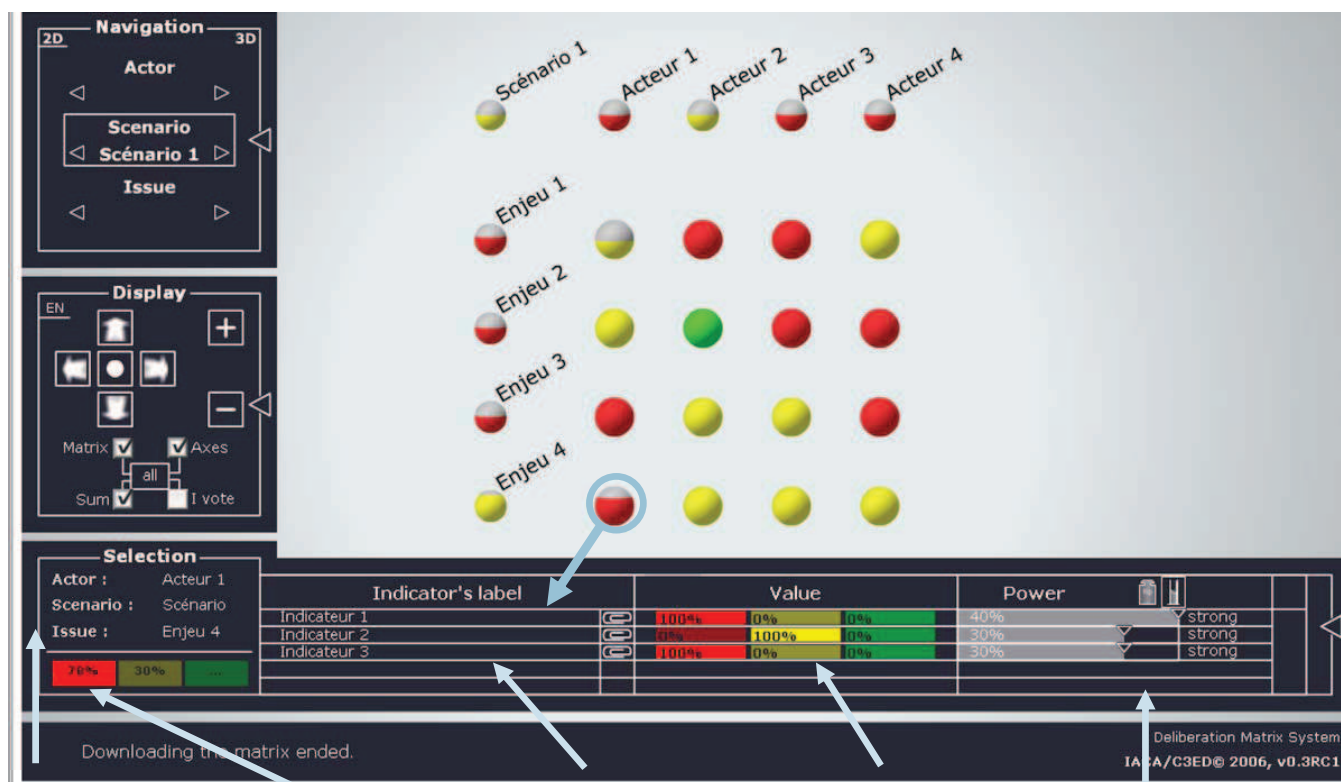 Navigation
2D 3D
Actor
Scenario
Scénario 1
Issue
Display
EN
Matrix Axes
all
Sum I vote
Scénario 1 Acteur 1 Acteur 2 Acteur 3 Acteur 4
Enjeu 1
Enjeu 2
Enjeu 3
Enjeu 4
Selection
Actor : Acteur 1
Scenario : Scénario
Issue : Enjeu 4
70% 30% ...
Indicator's label Value Power
Indicateur 1 100% 0% 0% 40% strong
Indicateur 2 0% 100% 0% 30% strong
Indicateur 3 100% 0% 0% 30% strong
Downloading the matrix ended.
Deliberation Matrix System
IACA/C3ED© 2006, v0.3RC1